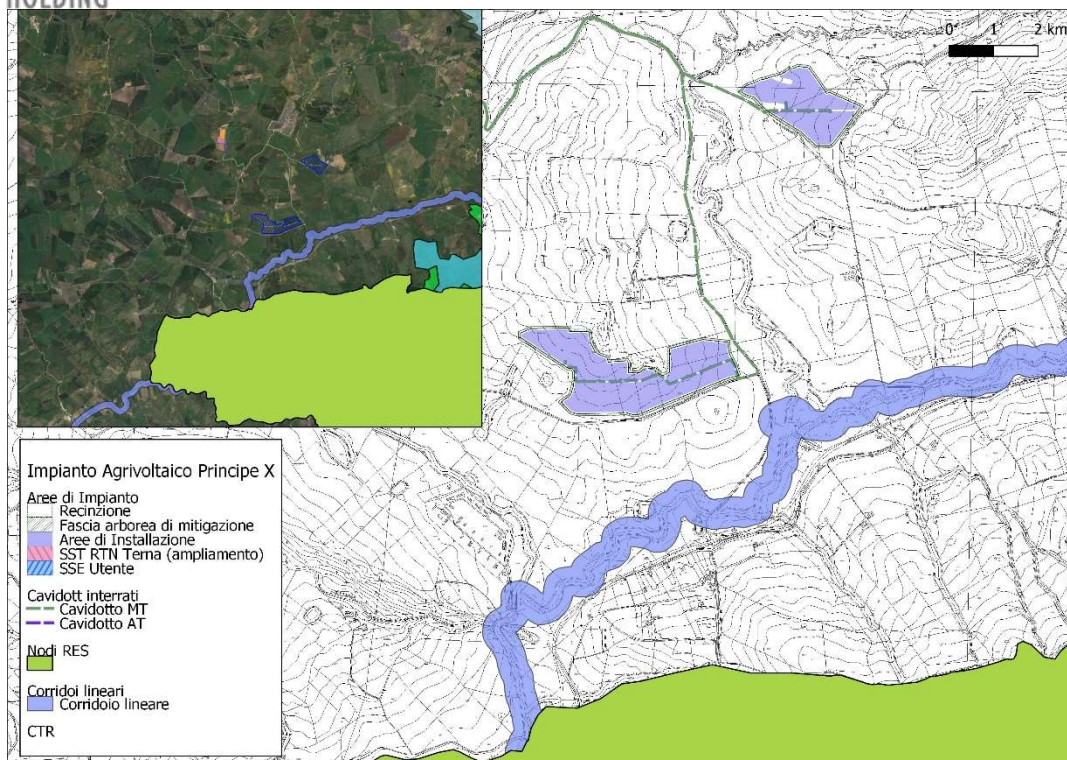 HOLDING
0 1 2 km
Impianto Agrivoltaico Principe X
Aree di Impianto
Recinzione
Fascia arborea di mitigazione
Aree di Installazione
SST RTN Terna (ampliamento)
SSE Utente
Cavidott interrati
Cavidotto MT
Cavidotto AT
Nodi RES
Corridoi lineari
Corridoio lineare
CTR